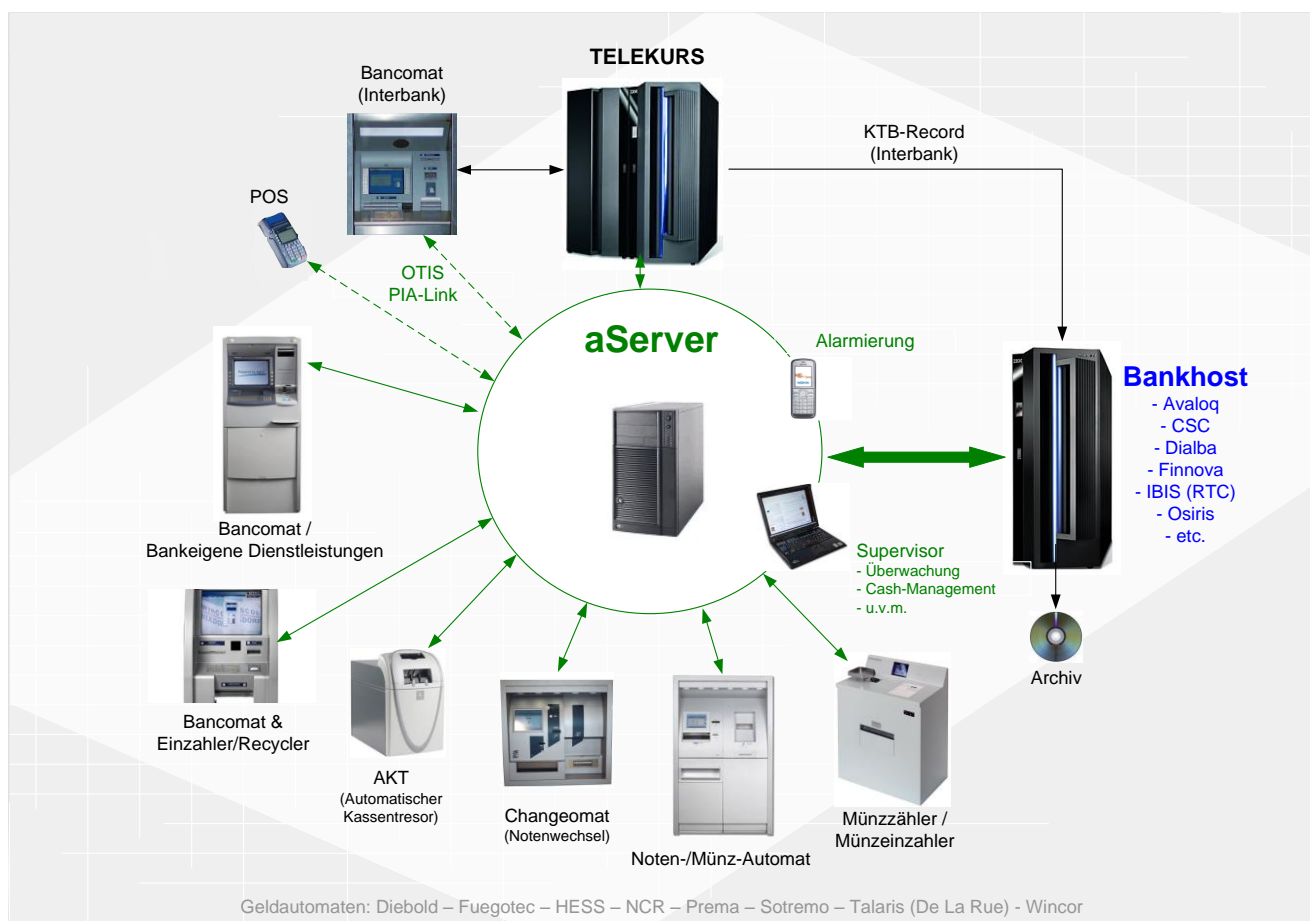 TELEKURS
Bancomat
(Interbank)
KTB-Record
(Interbank)
POS
OTIS
PIA-Link
aServer
Alarmierung
Bankhost
- Avaloq
- CSC
- Dialba
- Finnova
- IBIS (RTC)
- Osiris
- etc.
Bancomat /
Bankeigene Dienstleistungen
Supervisor
- Überwachung
- Cash-Management
- u.v.m.
Archiv
Bancomat &
Einzahler/Recycler
AKT
(Automatischer
Kassentresor)
Changeomat
(Notenwechsel)
Noten-/Münz-Automat
Münzzähler /
Münzeinzahler
Geldautomaten: Diebold – Fuegotec – HESS – NCR – Prema – Sotremo – Talaris (De La Rue) - Wincor